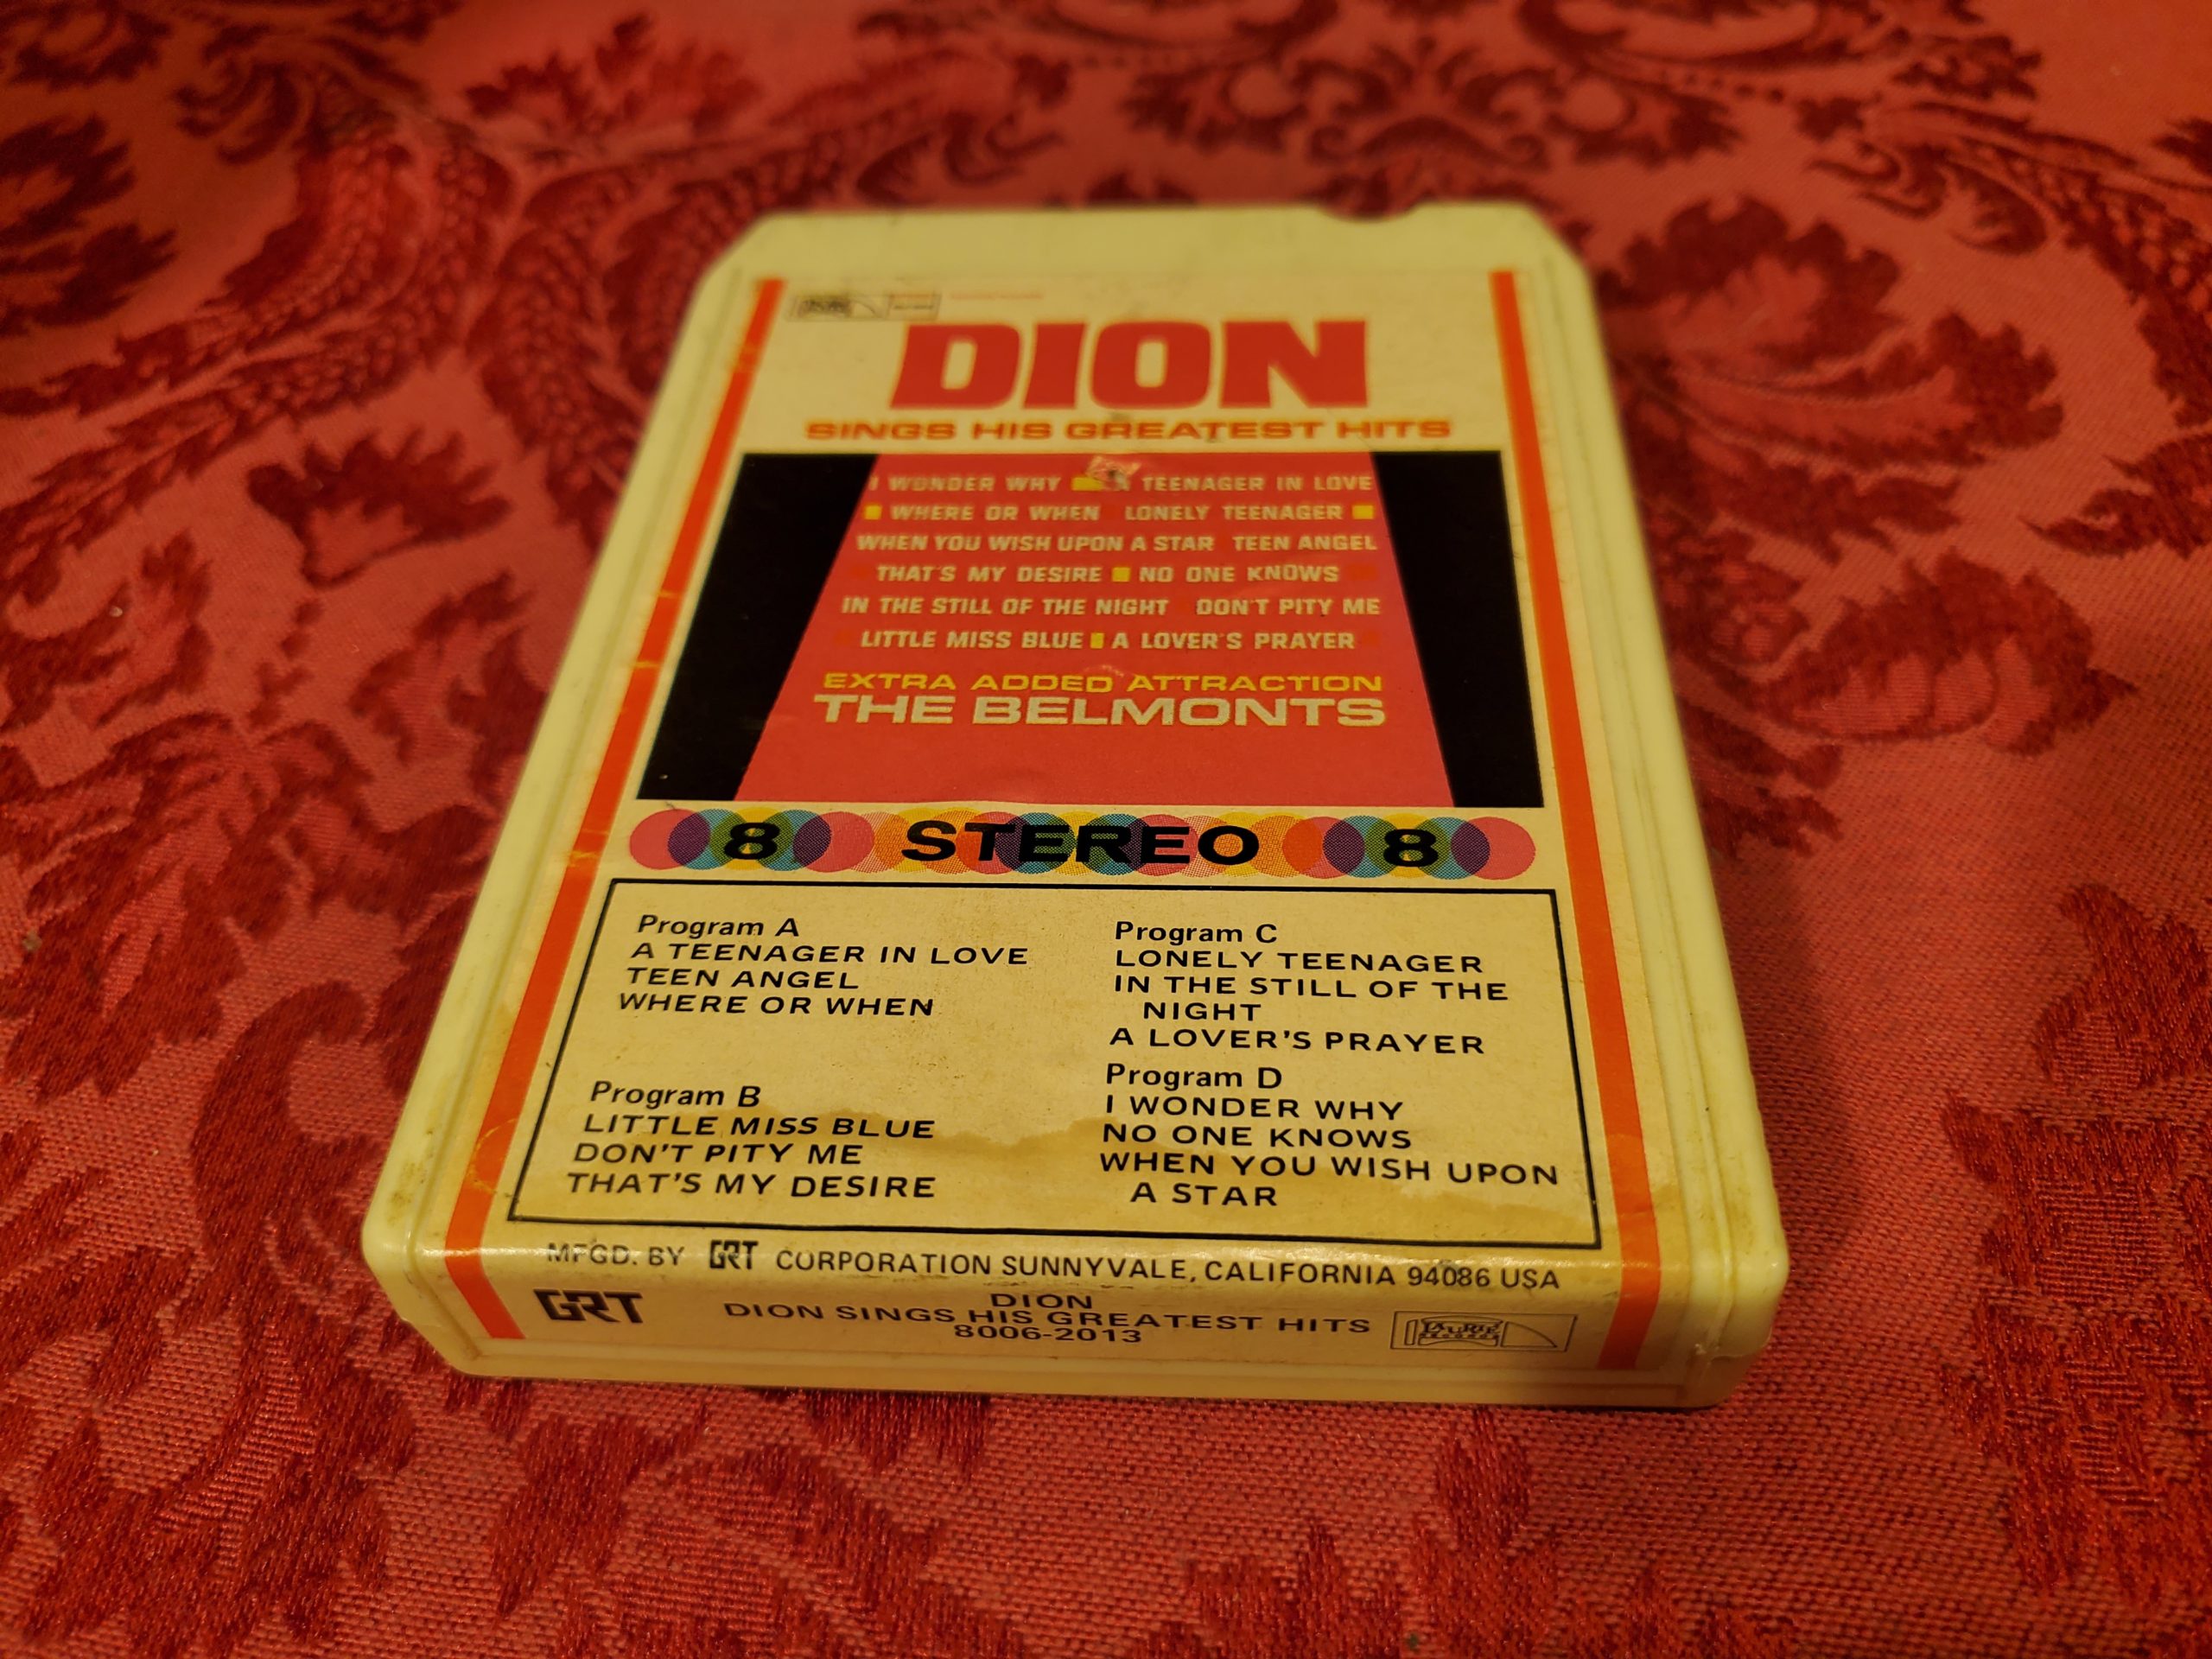 DION
SINGS HIS GREATEST HITS
I WONDER WHY A TEENAGER IN LOVE
WHERE OR WHEN LONELY TEENAGER
WHEN YOU WISH UPON A STAR TEEN ANGEL
THAT'S MY DESIRE NO ONE KNOWS
IN THE STILL OF THE NIGHT DON'T PITY ME
LITTLE MISS BLUE A LOVER'S PRAYER
EXTRA ADDED ATTRACTION
THE BELMONTS
8 STEREO 8
Program A
A TEENAGER IN LOVE
TEEN ANGEL
WHERE OR WHEN
Program B
LITTLE MISS BLUE
DON'T PITY ME
THAT'S MY DESIRE
Program C
LONELY TEENAGER
IN THE STILL OF THE
NIGHT
A LOVER'S PRAYER
Program D
I WONDER WHY
NO ONE KNOWS
WHEN YOU WISH UPON
A STAR
MFGD. BY GRT CORPORATION SUNNYVALE, CALIFORNIA 94086 USA
GRT
DION
DION SINGS HIS GREATEST HITS
8006-2013
LAURIE